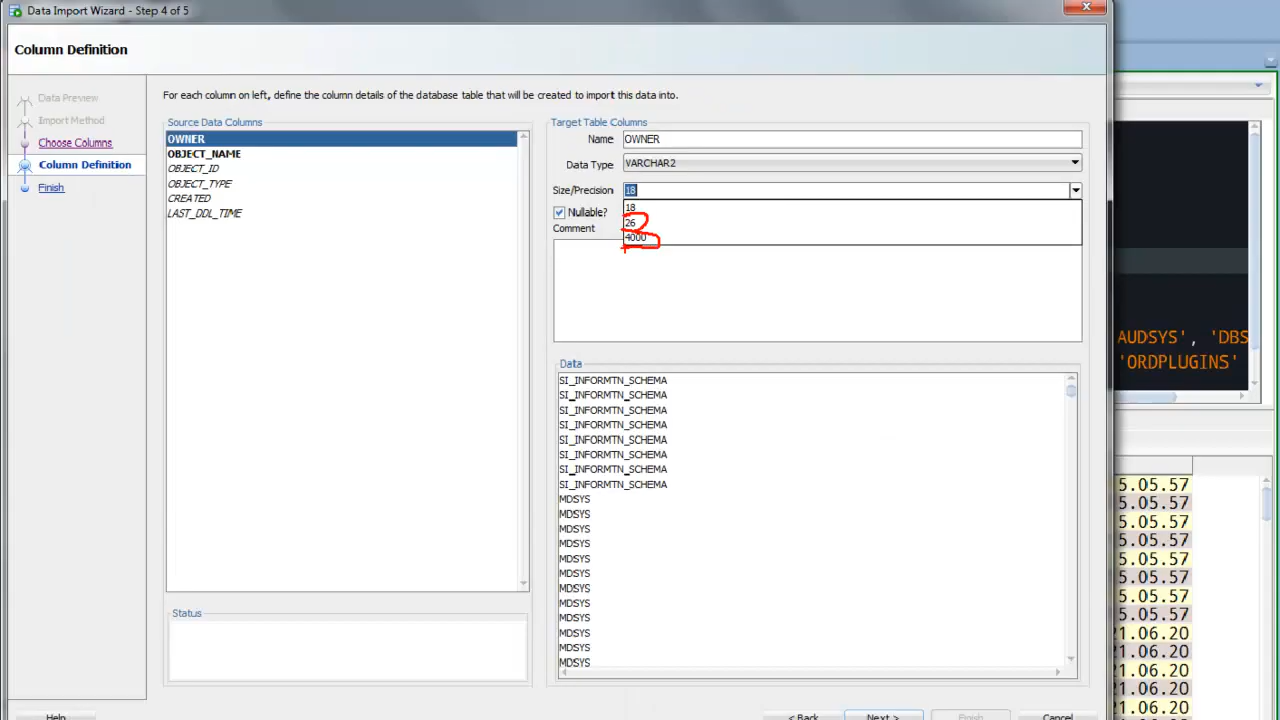 Data Import Wizard - Step 4 of 5
Column Definition
Data Preview
Import Method
Choose Columns
Column Definition
Finish
For each column on left, define the column details of the database table that will be created to import this data into.
Source Data Columns
OWNER
OBJECT_NAME
OBJECT_ID
OBJECT_TYPE
CREATED
LAST_DDL_TIME
Status
Target Table Columns
Name OWNER
Data Type VARCHAR2
Size/Precision 18
18
26
4000
Nullable?
Comment
Data
SI_INFORMTN_SCHEMA
SI_INFORMTN_SCHEMA
SI_INFORMTN_SCHEMA
SI_INFORMTN_SCHEMA
SI_INFORMTN_SCHEMA
SI_INFORMTN_SCHEMA
SI_INFORMTN_SCHEMA
SI_INFORMTN_SCHEMA
MDSYS
MDSYS
MDSYS
MDSYS
MDSYS
MDSYS
MDSYS
MDSYS
MDSYS
MDSYS
MDSYS
MDSYS
Help < Back Next > Finish Cancel
AUDSYS', 'DBS
'ORDPLUGINS'
5.05.57
5.05.57
5.05.57
5.05.57
5.05.57
5.05.57
5.05.57
5.05.57
21.06.20
21.06.20
21.06.20
21.06.20